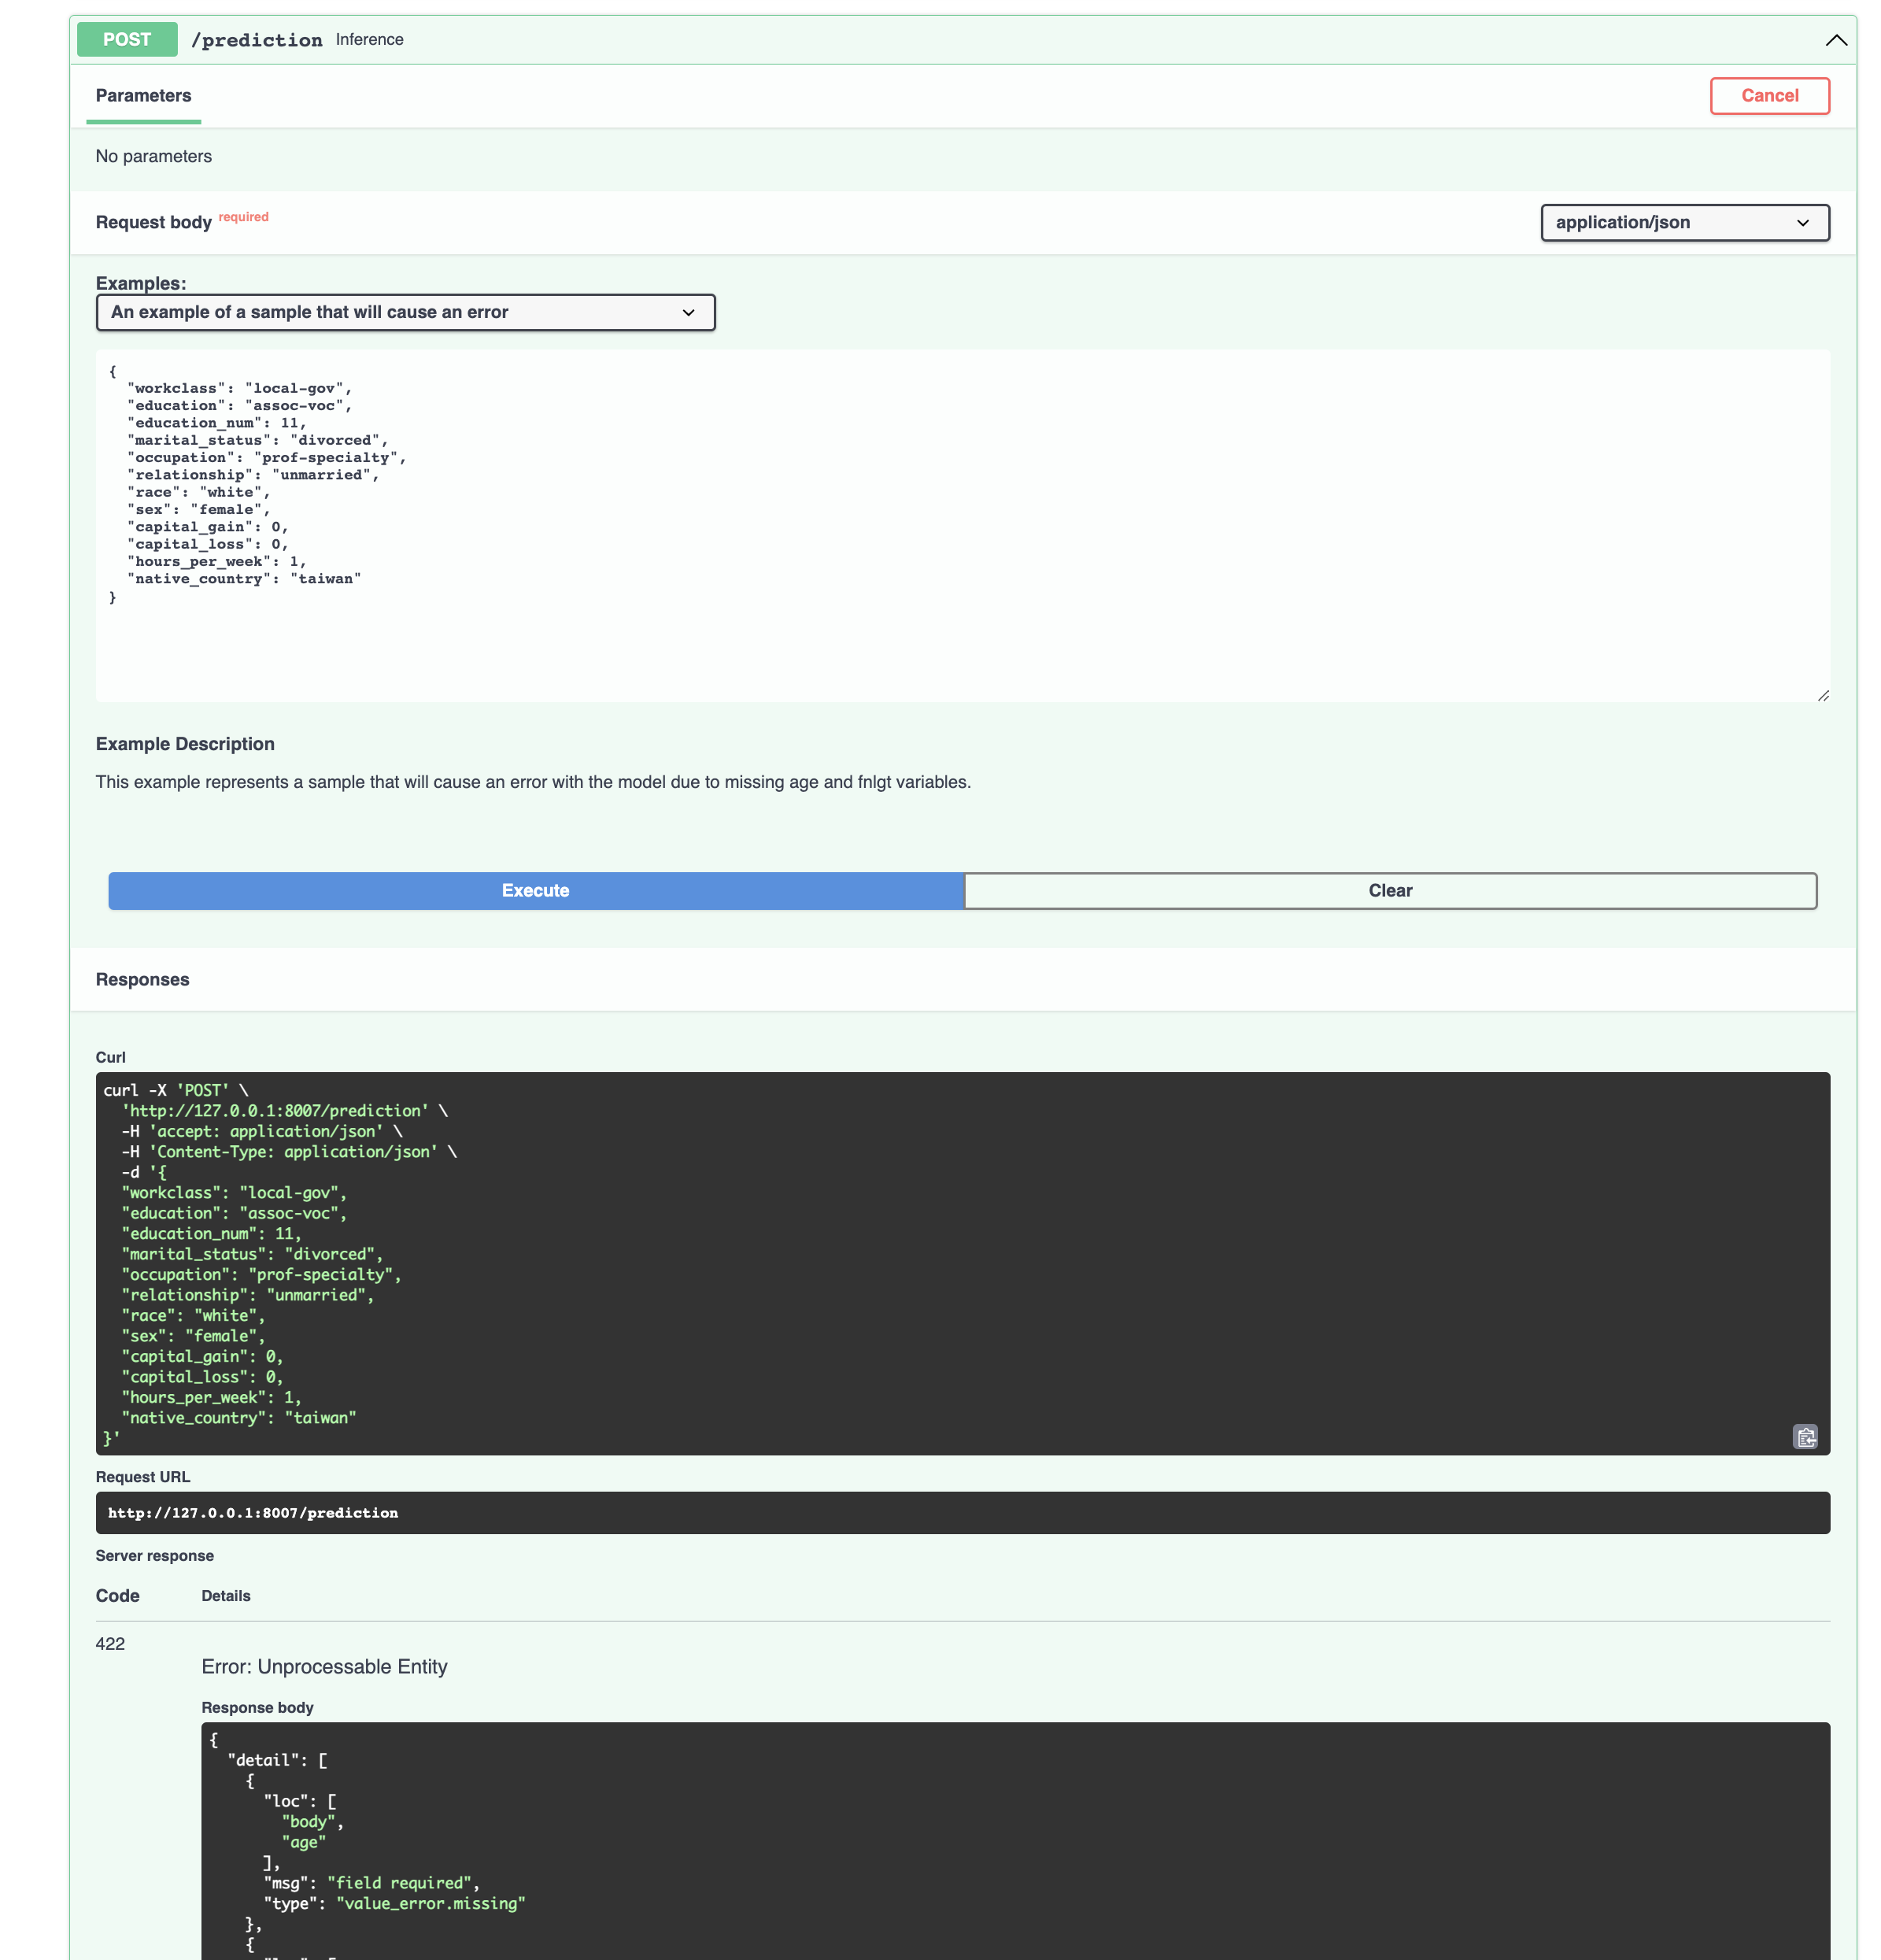 POST /prediction Inference
Parameters
Cancel
No parameters
Request body required
application/json
Examples:
An example of a sample that will cause an error
{
  "workclass": "local-gov",
  "education": "assoc-voc",
  "education_num": 11,
  "marital_status": "divorced",
  "occupation": "prof-specialty",
  "relationship": "unmarried",
  "race": "white",
  "sex": "female",
  "capital_gain": 0,
  "capital_loss": 0,
  "hours_per_week": 1,
  "native_country": "taiwan"
}
Example Description
This example represents a sample that will cause an error with the model due to missing age and fnlgt variables.
Execute
Clear
Responses
Curl
curl -X 'POST' \
  'http://127.0.0.1:8007/prediction' \
  -H 'accept: application/json' \
  -H 'Content-Type: application/json' \
  -d '{
  "workclass": "local-gov",
  "education": "assoc-voc",
  "education_num": 11,
  "marital_status": "divorced",
  "occupation": "prof-specialty",
  "relationship": "unmarried",
  "race": "white",
  "sex": "female",
  "capital_gain": 0,
  "capital_loss": 0,
  "hours_per_week": 1,
  "native_country": "taiwan"
}'
Request URL
http://127.0.0.1:8007/prediction
Server response
Code
Details
422
Error: Unprocessable Entity
Response body
{
  "detail": [
    {
      "loc": [
        "body",
        "age"
      ],
      "msg": "field required",
      "type": "value_error.missing"
    },
    {